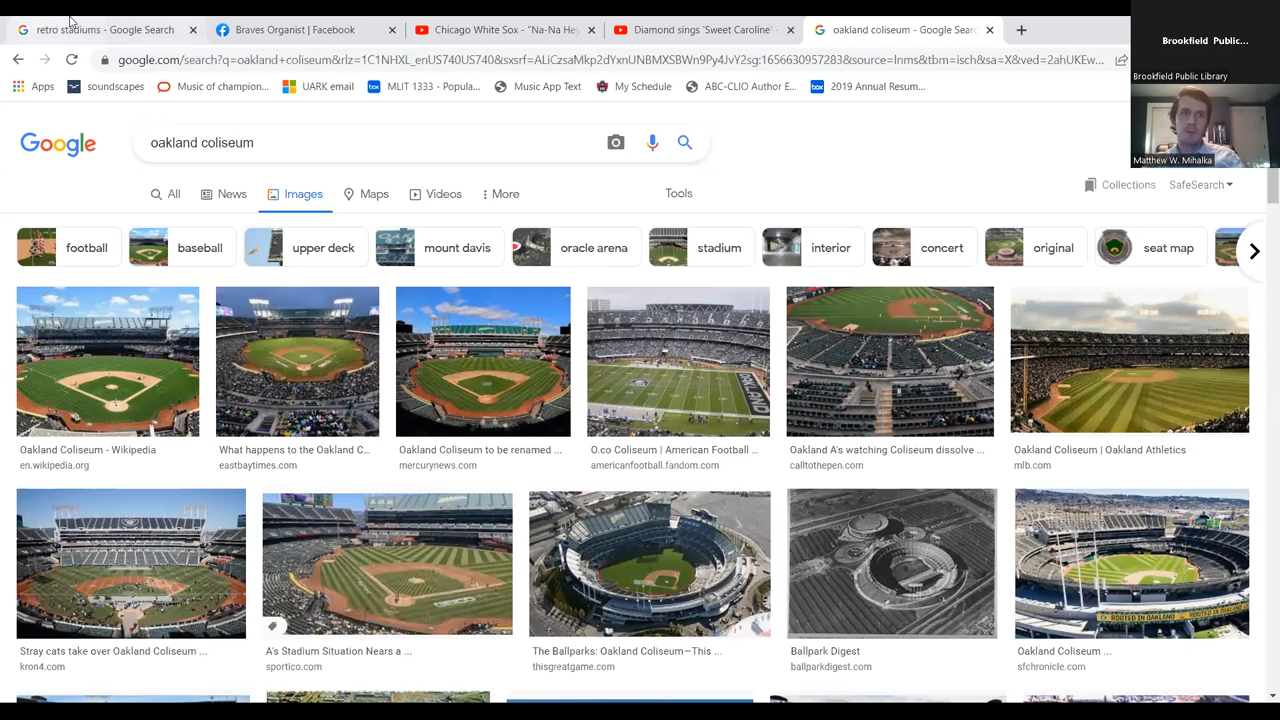 retro stadiums - Google Search
Braves Organist | Facebook
Chicago White Sox - "Na-Na Hey
Diamond sings 'Sweet Caroline' -
oakland coliseum - Google Searc
google.com/search?q=oakland+coliseum&rlz=1C1NHXL_enUS740US740&sxsrf=ALiCzsaMkp2dYxnUNBMXSBWn9Py4JvY2sg:1656630957283&source=lnms&tbm=isch&sa=X&ved=2ahUKEw...
Apps
soundscapes
Music of champion...
UARK email
MLIT 1333 - Popula...
Music App Text
My Schedule
ABC-CLIO Author E...
2019 Annual Resum...
Brookfield Public...
Brookfield Public Library
Matthew W. Mihalka
Google
oakland coliseum
All
News
Images
Maps
Videos
More
Tools
Collections
SafeSearch
football
baseball
upper deck
mount davis
oracle arena
stadium
interior
concert
original
seat map
Oakland Coliseum - Wikipedia
en.wikipedia.org
What happens to the Oakland C...
eastbaytimes.com
Oakland Coliseum to be renamed ...
mercurynews.com
O.co Coliseum | American Football ...
americanfootball.fandom.com
Oakland A's watching Coliseum dissolve ...
calltothepen.com
Oakland Coliseum | Oakland Athletics
mlb.com
GEICO
ROOTED IN OAKLAND
Stray cats take over Oakland Coliseum ...
kron4.com
A's Stadium Situation Nears a ...
sportico.com
The Ballparks: Oakland Coliseum—This ...
thisgreatgame.com
Ballpark Digest
ballparkdigest.com
Oakland Coliseum ...
sfchronicle.com